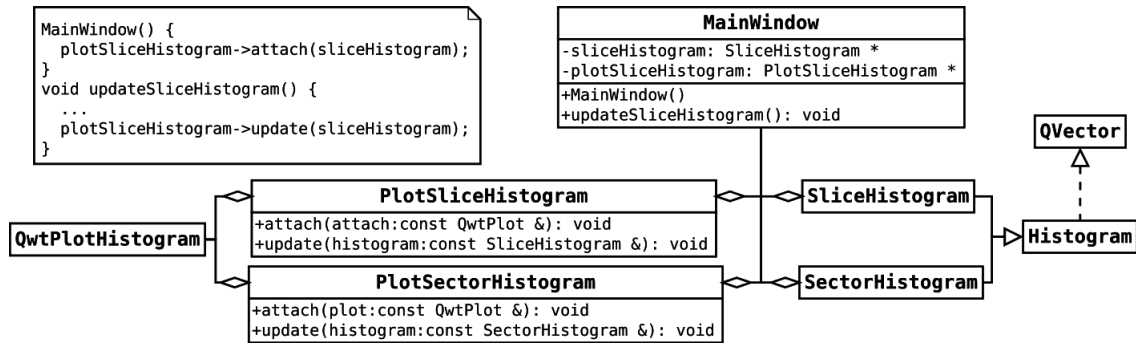 MainWindow() {
  plotSliceHistogram->attach(sliceHistogram);
}
void updateSliceHistogram() {
  ...
  plotSliceHistogram->update(sliceHistogram);
}
MainWindow
-sliceHistogram: SliceHistogram *
-plotSliceHistogram: PlotSliceHistogram *
+MainWindow()
+updateSliceHistogram(): void
QVector
PlotSliceHistogram
+attach(attach:const QwtPlot &): void
+update(histogram:const SliceHistogram &): void
SliceHistogram
QwtPlotHistogram
Histogram
PlotSectorHistogram
+attach(plot:const QwtPlot &): void
+update(histogram:const SectorHistogram &): void
SectorHistogram